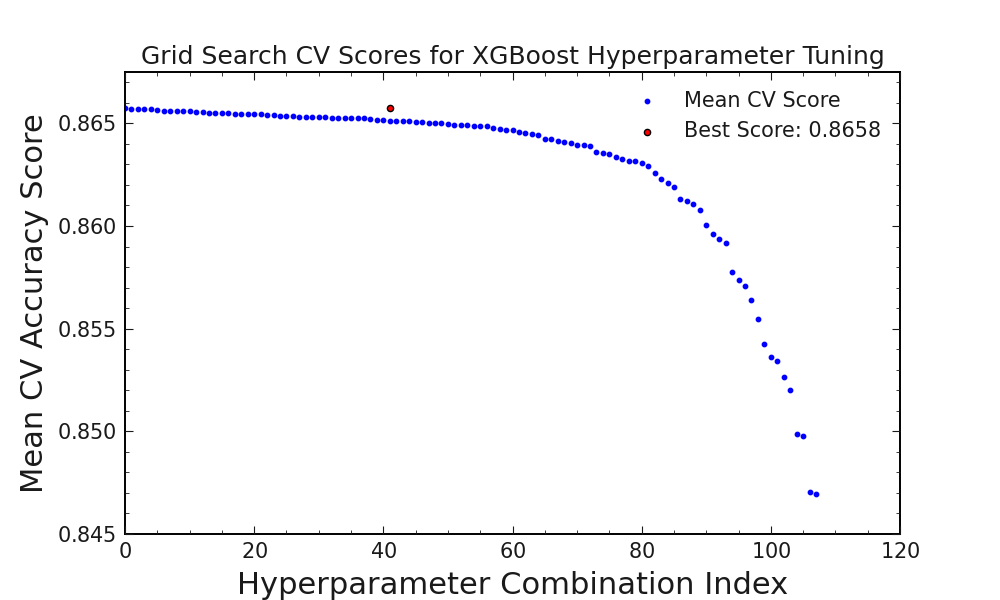 Grid Search CV Scores for XGBoost Hyperparameter Tuning
Mean CV Score
Best Score: 0.8658
Mean CV Accuracy Score
0.865
0.860
0.855
0.850
0.845
0 20 40 60 80 100 120
Hyperparameter Combination Index